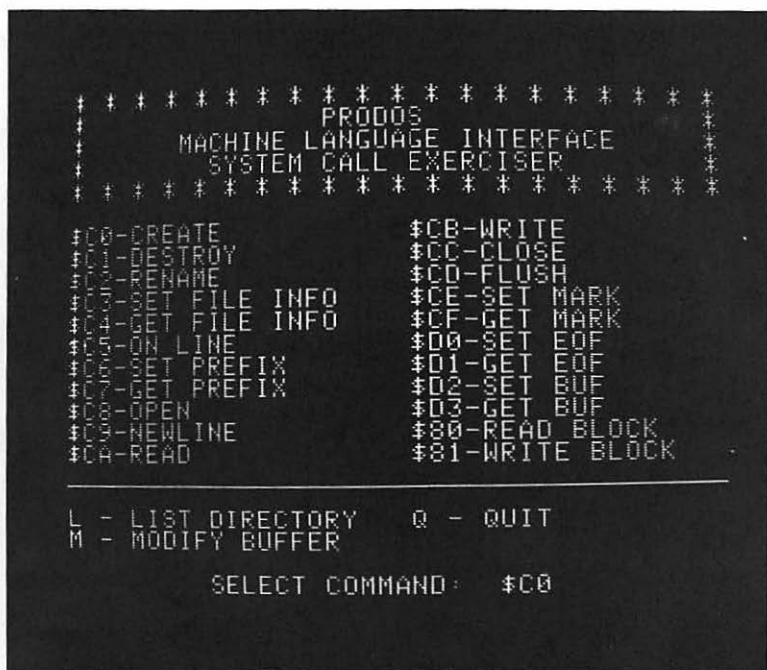 * * * * * * * * * * * * * * * * * * * * *
* PRODOS *
* MACHINE LANGUAGE INTERFACE *
* SYSTEM CALL EXERCISER *
* * * * * * * * * * * * * * * * * * * * *
$C0-CREATE $CB-WRITE
$C1-DESTROY $CC-CLOSE
$C2-RENAME $CD-FLUSH
$C3-SET FILE INFO $CE-SET MARK
$C4-GET FILE INFO $CF-GET MARK
$C5-ON LINE $D0-SET EOF
$C6-SET PREFIX $D1-GET EOF
$C7-GET PREFIX $D2-SET BUF
$C8-OPEN $D3-GET BUF
$C9-NEWLINE $80-READ BLOCK
$CA-READ $81-WRITE BLOCK
L - LIST DIRECTORY Q - QUIT
M - MODIFY BUFFER
SELECT COMMAND: $C0